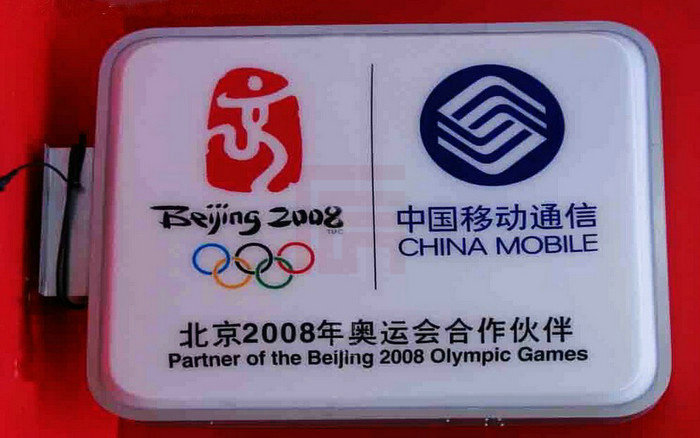 Beijing 2008
中国移动通信
CHINA MOBILE
北京2008年奥运会合作伙伴
Partner of the Beijing 2008 Olympic Games